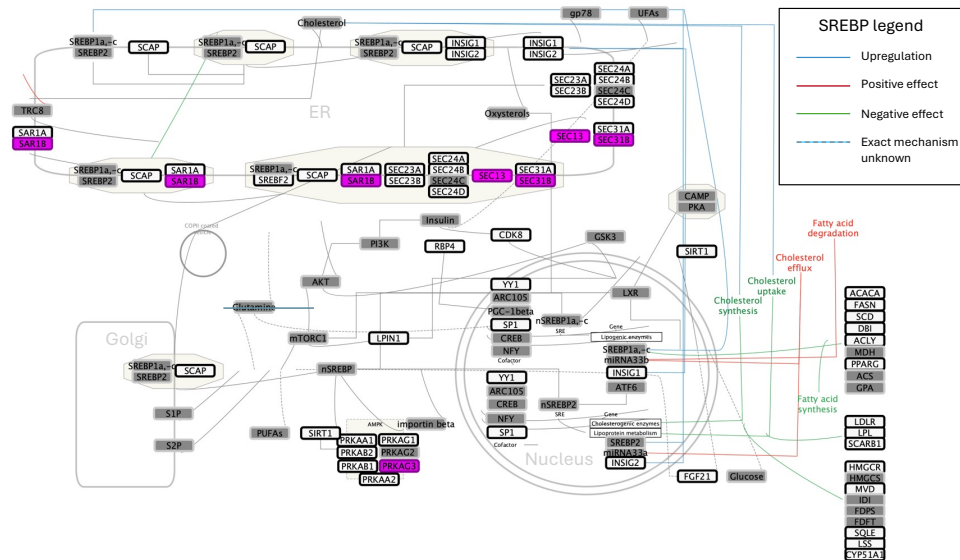 gp78
UFAs
Cholesterol
SREBP1a,-c
SREBP2
SCAP
SREBP1a,-c
SREBP2
SCAP
SREBP1a,-c
SREBP2
SCAP
INSIG1
INSIG2
INSIG1
INSIG2
SREBP legend
Upregulation
Positive effect
Negative effect
Exact mechanism
unknown
SEC23A
SEC23B
SEC24A
SEC24B
SEC24C
SEC24D
TRC8
ER
Oxysterols
SAR1A
SAR1B
SEC13
SEC31A
SEC31B
SREBP1a,-c
SREBP2
SCAP
SAR1A
SAR1B
SREBP1a,-c
SREBF2
SCAP
SAR1A
SAR1B
SEC23A
SEC23B
SEC24A
SEC24B
SEC24C
SEC24D
SEC13
SEC31A
SEC31B
CAMP
PKA
COPII coated
Insulin
CDK8
GSK3
PI3K
RBP4
SIRT1
Fatty acid
degradation
Cholesterol
efflux
Cholesterol
uptake
Cholesterol
synthesis
AKT
Glutamine
YY1
ARC105
PGC-1beta
SP1
CREB
NFY
Cofactor
LXR
nSREBP1a,-c
SRE
Gene
Lipogenic enzymes
SREBP1a,-c
miRNA33b
INSIG1
ATF6
Golgi
mTORC1
LPIN1
SREBP1a,-c
SREBP2
SCAP
nSREBP
S1P
S2P
PUFAs
SIRT1
AMPK
PRKAA1
PRKAG1
PRKAB2
PRKAG2
PRKAB1
PRKAG3
PRKAA2
importin beta
YY1
ARC105
CREB
NFY
SP1
Cofactor
nSREBP2
SRE
Gene
Cholesterogenic enzymes
Lipoprotein metabolism
SREBP2
miRNA33a
INSIG2
Nucleus
FGF21
Glucose
Fatty acid
synthesis
ACACA
FASN
SCD
DBI
ACLY
MDH
PPARG
ACS
GPA
LDLR
LPL
SCARB1
HMGCR
HMGCS
MVD
IDI
FDPS
FDFT
SQLE
LSS
CYP51A1